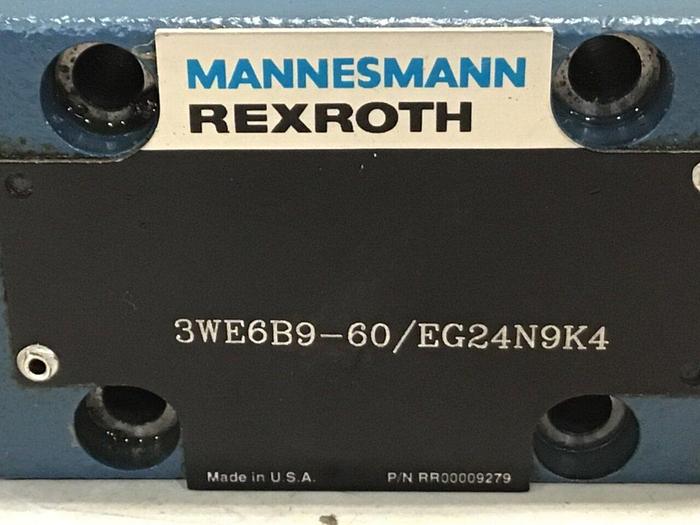 MANNESMANN
REXROTH
3WE6B9-60/EG24N9K4
Made in U.S.A. P/N RR00009279